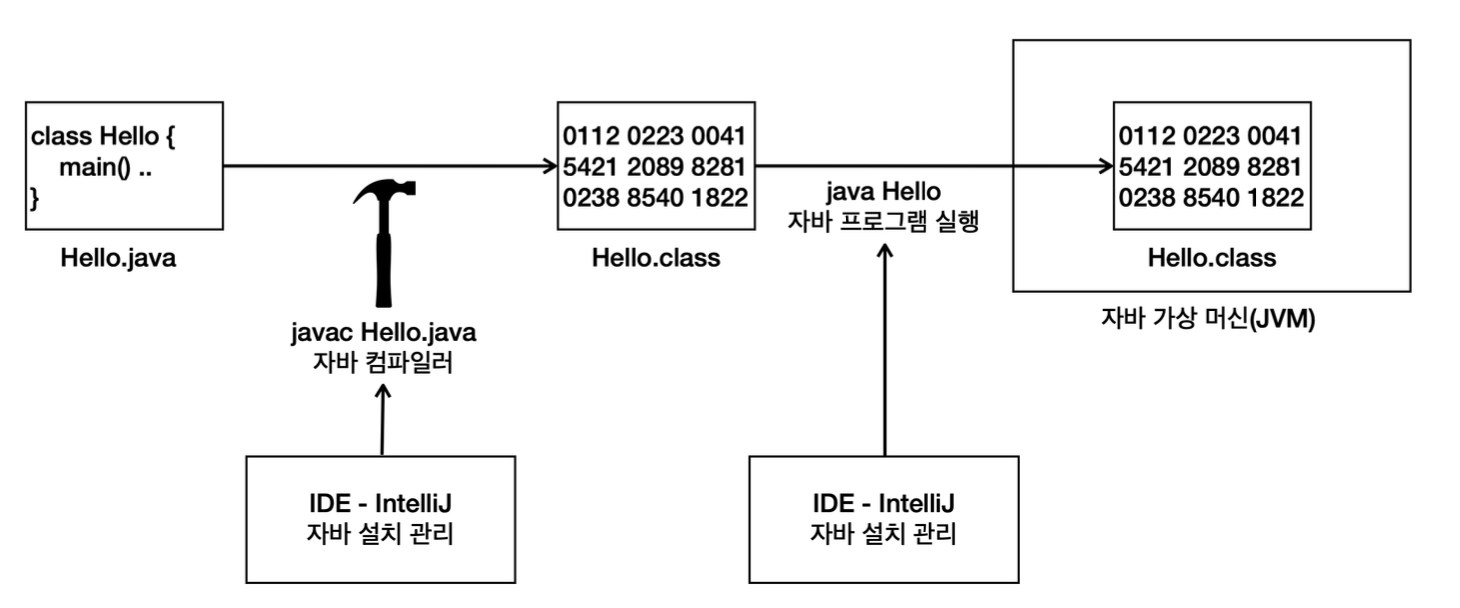 class Hello {
main() ..
}
Hello.java
javac Hello.java
자바 컴파일러
IDE - IntelliJ
자바 설치 관리
0112 0223 0041
5421 2089 8281
0238 8540 1822
Hello.class
java Hello
자바 프로그램 실행
IDE - IntelliJ
자바 설치 관리
0112 0223 0041
5421 2089 8281
0238 8540 1822
Hello.class
자바 가상 머신(JVM)